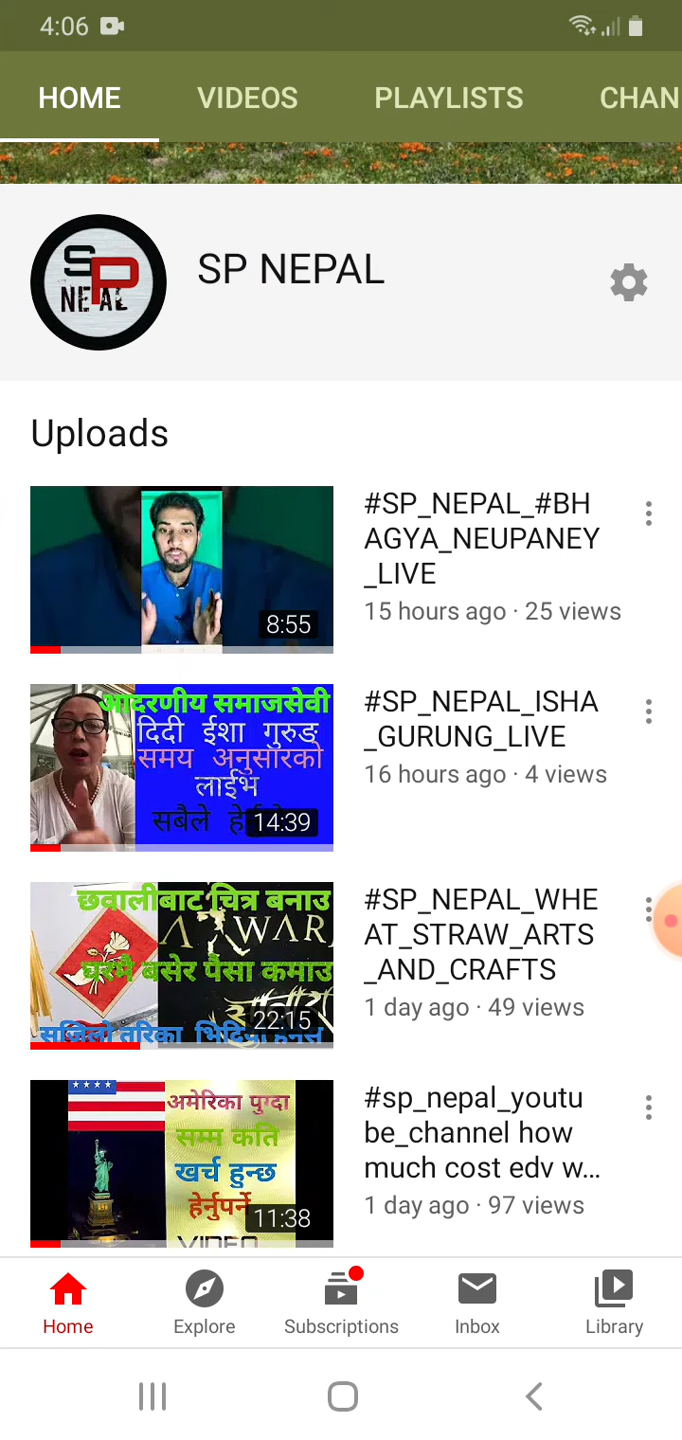 4:06
HOME VIDEOS PLAYLISTS CHAN
SP NEPAL
SP NEPAL
Uploads
8:55
#SP_NEPAL_#BH
AGYA_NEUPANEY
_LIVE
15 hours ago · 25 views
आदरणीय समाजसेवी
दिदी ईशा गुरुङ
समय अनुसारको
लाईभ
सबैले
14:39
#SP_NEPAL_ISHA
_GURUNG_LIVE
16 hours ago · 4 views
छवालीबाट चित्र बनाउ
WAR
घरमै बसेर पैसा कमाउ
22:15
सजिलो तरिका
#SP_NEPAL_WHE
AT_STRAW_ARTS
_AND_CRAFTS
1 day ago · 49 views
अमेरिका पुग्दा
सम्म कति
खर्च हुन्छ
हेर्नुपर्ने
11:38
VIDEO
#sp_nepal_youtu
be_channel how
much cost edv w...
1 day ago · 97 views
Home Explore Subscriptions Inbox Library